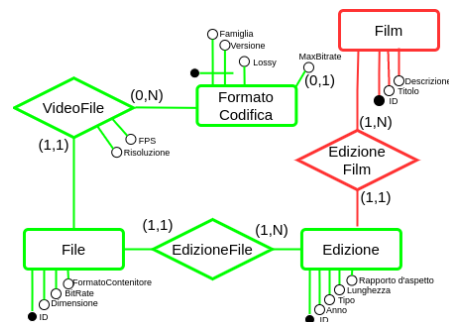 Famiglia
Versione
Lossy
MaxBitrate
(0,1)
Film
Descrizione
Titolo
ID
VideoFile
(0,N)
Formato
Codifica
(1,1)
FPS
Risoluzione
(1,N)
Edizione
Film
(1,1)
(1,1)
(1,N)
File
EdizioneFile
Edizione
FormatoContenitore
BitRate
Dimensione
ID
Rapporto d'aspetto
Lunghezza
Tipo
Anno
ID